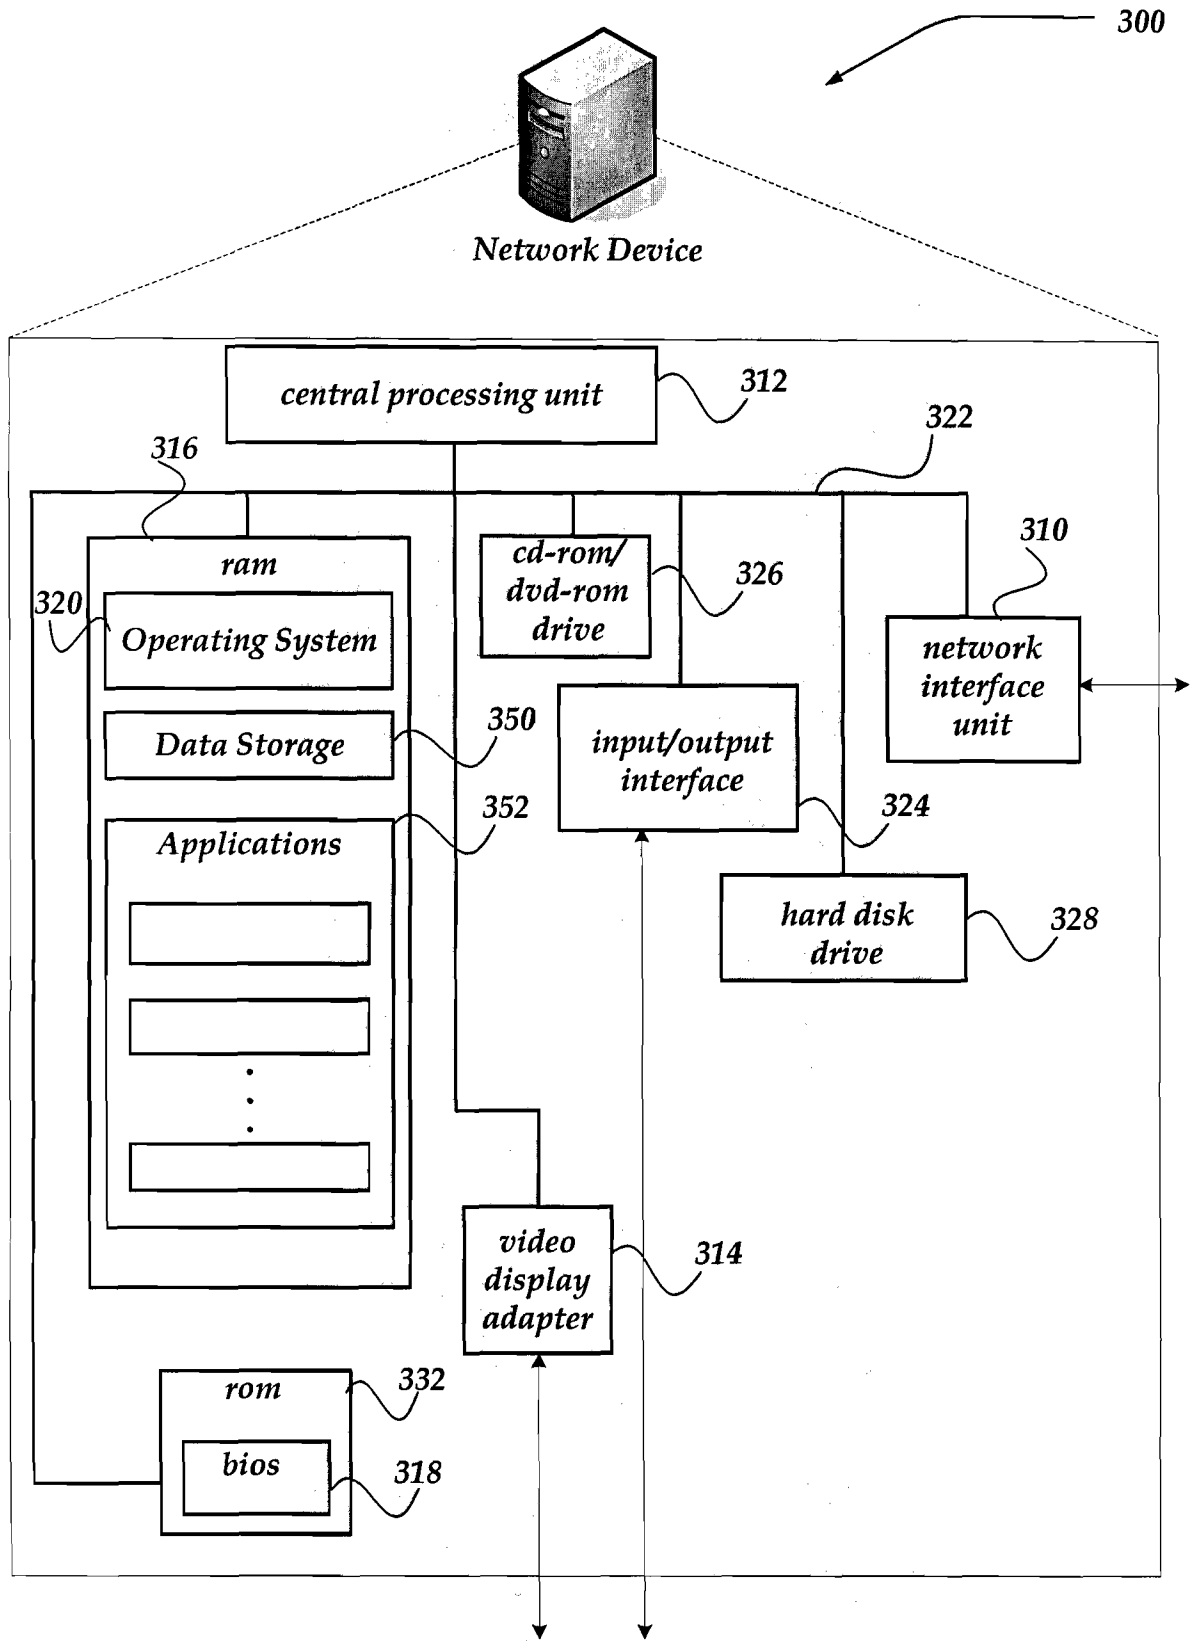 300
Network Device
central processing unit
312
322
316
310
ram
cd-rom/
dvd-rom
drive
326
320
Operating System
network
interface
unit
350
Data Storage
input/output
interface
352
324
Applications
hard disk
drive
328
video
display
adapter
314
332
rom
bios
318